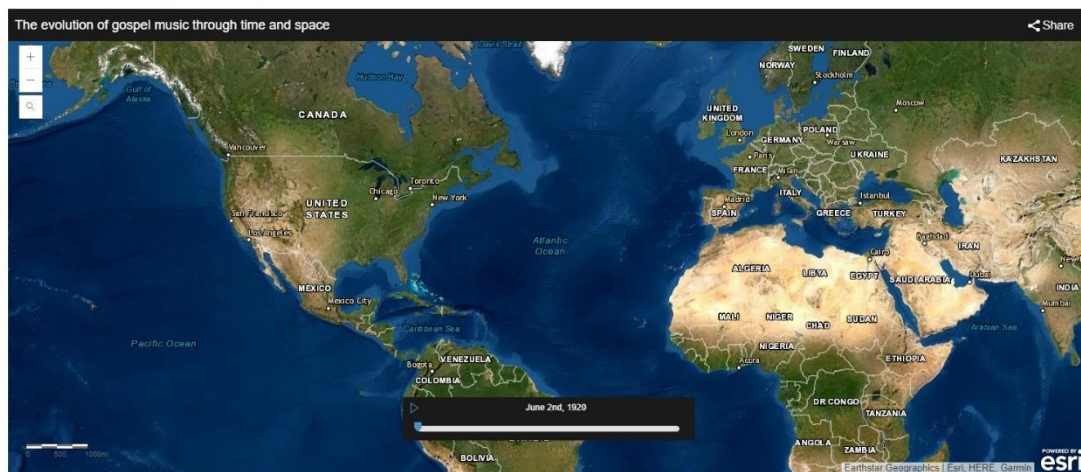 The evolution of gospel music through time and space
Share
Davis Strait
SWEDEN
FINLAND
NORWAY
Stockholm
Hudson Bay
Gulf of
Alaska
Moscow
CANADA
UNITED
KINGDOM
London
POLAND
Warsaw
GERMANY
Vancouver
Paris
UKRAINE
KAZAKHSTAN
FRANCE
Milan
Toronto
Chicago
New York
ITALY
Istanbul
UNITED
STATES
Madrid
SPAIN
GREECE
TURKEY
San Francisco
Los Angeles
Atlantic
Ocean
Baghdad
IRAN
Cairo
ALGERIA
LIBYA
EGYPT
SAUDI ARABIA
Dubai
INDIA
MEXICO
Mexico City
Mumbai
MALI
NIGER
CHAD
SUDAN
Caribbean Sea
Arabian Sea
Pacific Ocean
NIGERIA
VENEZUELA
Bogota
COLOMBIA
Accra
ETHIOPIA
DR CONGO
June 2nd, 1920
TANZANIA
ANGOLA
ZAMBIA
0 500 1000mi
BOLIVIA
POWERED BY
esri
Earthstar Geographics | Esri, HERE, Garmin